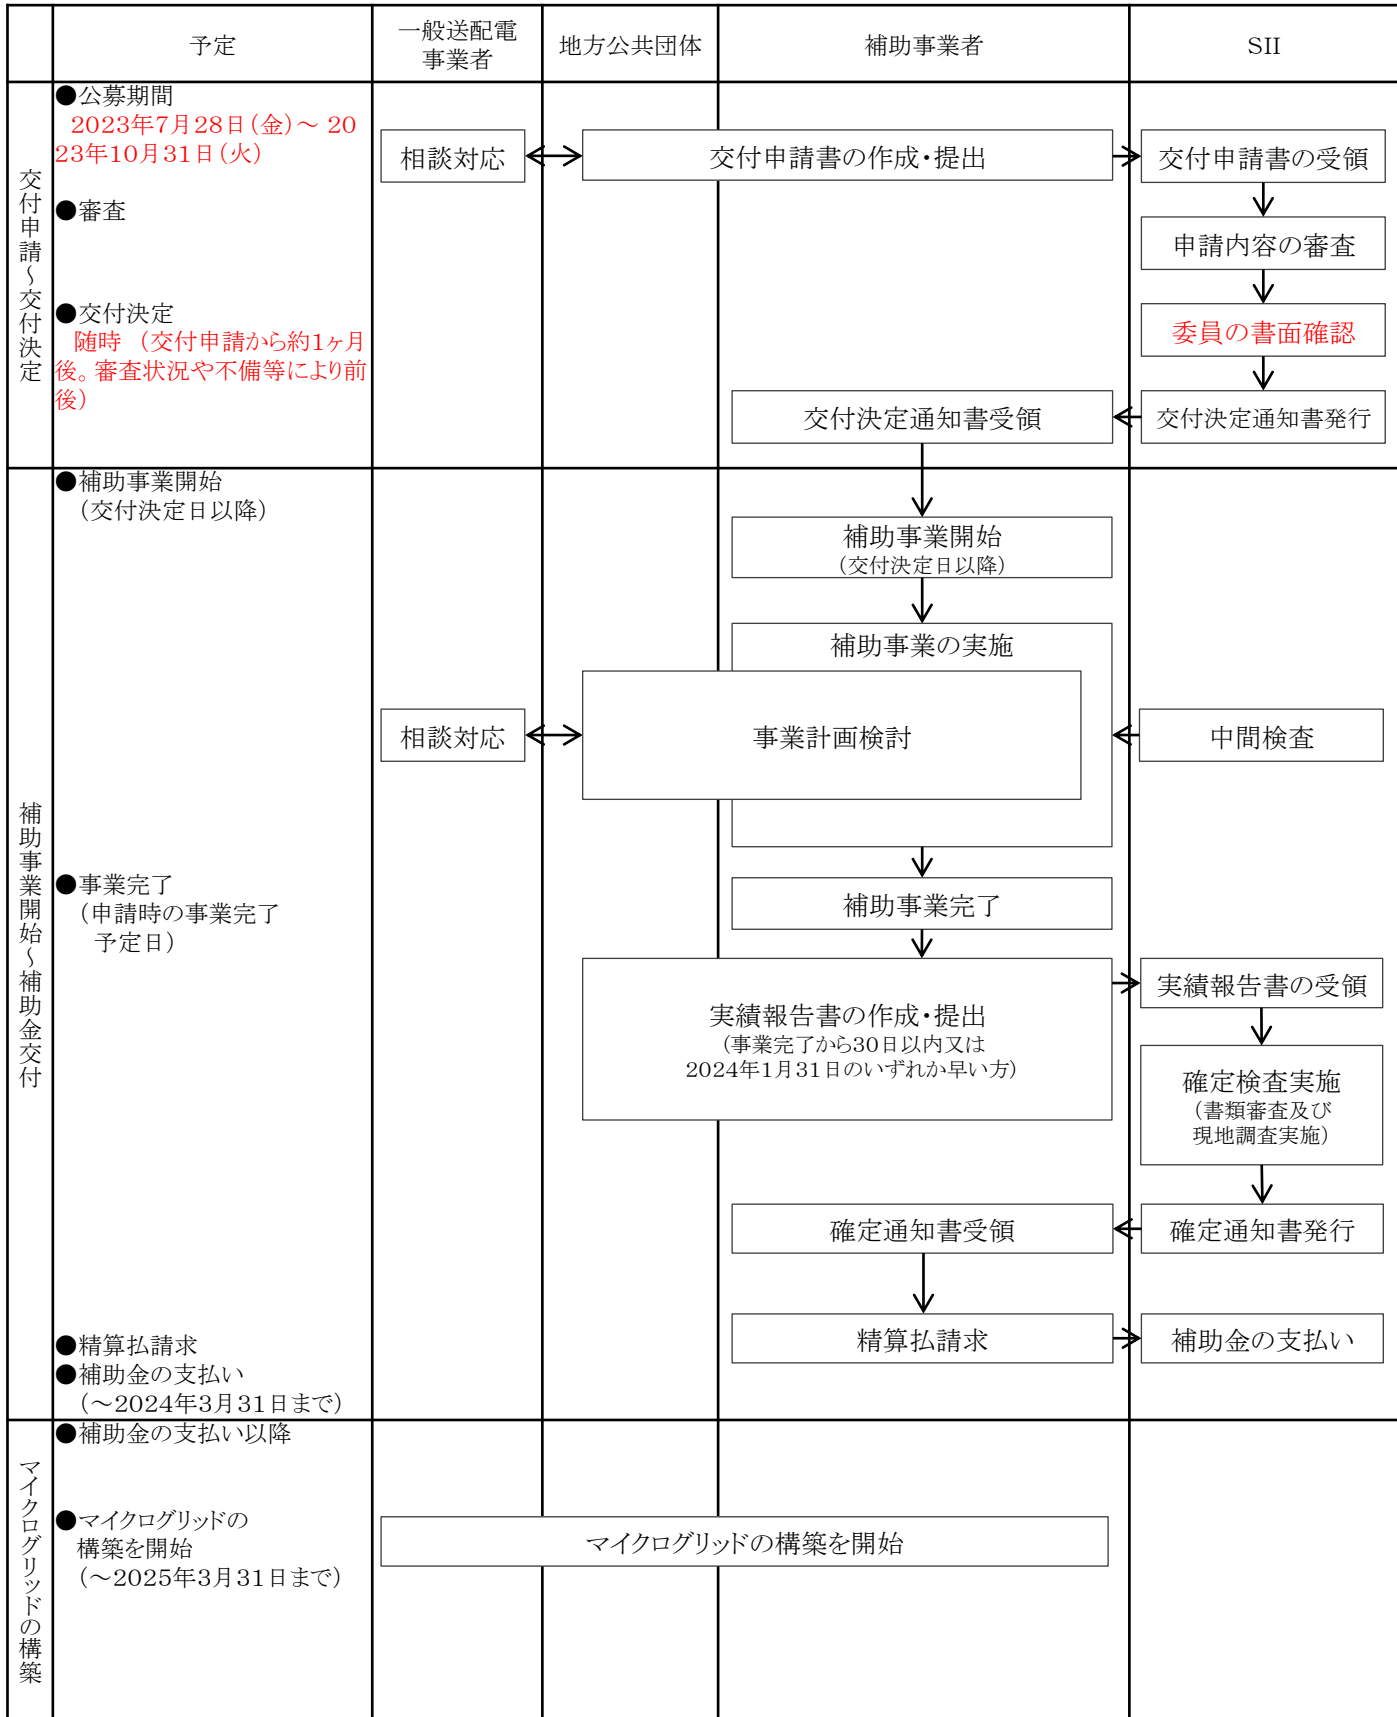 予定
一般送配電
事業者
地方公共団体
補助事業者
SII
交付申請～交付決定
●公募期間
2023年7月28日(金)～ 20
23年10月31日(火)
●審査
●交付決定
随時 (交付申請から約1ヶ月
後。審査状況や不備等により前
後)
相談対応
交付申請書の作成・提出
交付申請書の受領
申請内容の審査
委員の書面確認
交付決定通知書受領
交付決定通知書発行
補助事業開始～補助金交付
●補助事業開始
(交付決定日以降)
補助事業開始
(交付決定日以降)
補助事業の実施
相談対応
事業計画検討
中間検査
●事業完了
(申請時の事業完了
予定日)
補助事業完了
実績報告書の作成・提出
(事業完了から30日以内又は
2024年1月31日のいずれか早い方)
実績報告書の受領
確定検査実施
(書類審査及び
現地調査実施)
確定通知書受領
確定通知書発行
●精算払請求
●補助金の支払い
(～2024年3月31日まで)
精算払請求
補助金の支払い
マイクログリッドの構築
●補助金の支払い以降
●マイクログリッドの
構築を開始
(～2025年3月31日まで)
マイクログリッドの構築を開始